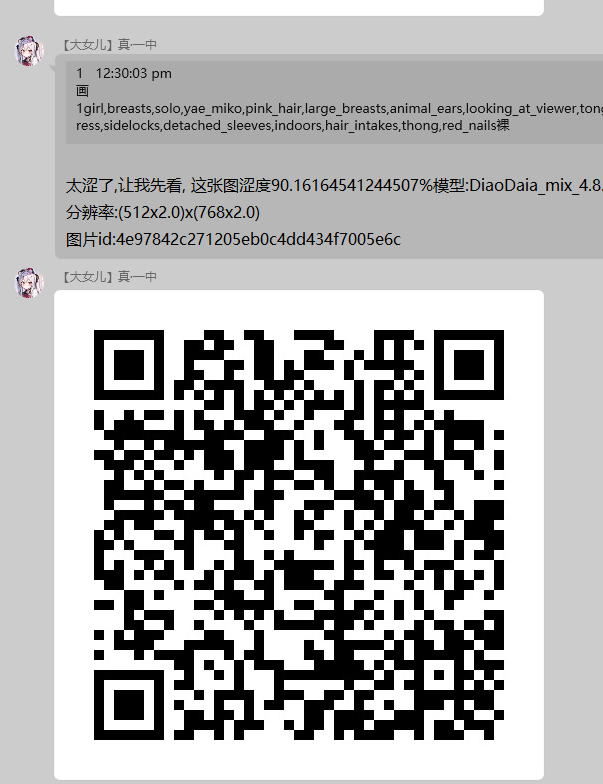 【大女儿】真·一中
1 12:30:03 pm
画
1girl,breasts,solo,yae_miko,pink_hair,large_breasts,animal_ears,looking_at_viewer,tong
ress,sidelocks,detached_sleeves,indoors,hair_intakes,thong,red_nails裸
太涩了,让我先看, 这张图涩度90.16164541244507%模型:DiaoDaia_mix_4.8.
分辨率:(512x2.0)x(768x2.0)
图片id:4e97842c271205eb0c4dd434f7005e6c
【大女儿】真·一中